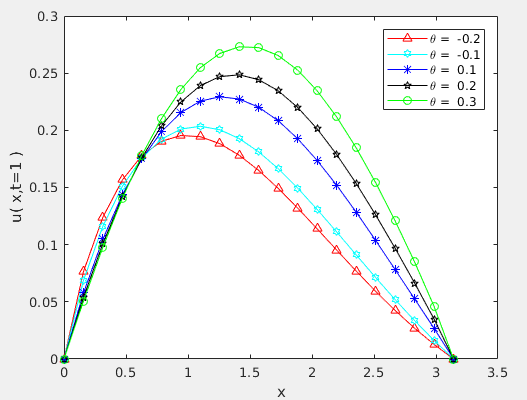 0.3
0.25
0.2
0.15
0.1
0.05
0
u( x,t=1 )
0
0.5
1
1.5
2
2.5
3
3.5
x
θ = -0.2
θ = -0.1
θ = 0.1
θ = 0.2
θ = 0.3